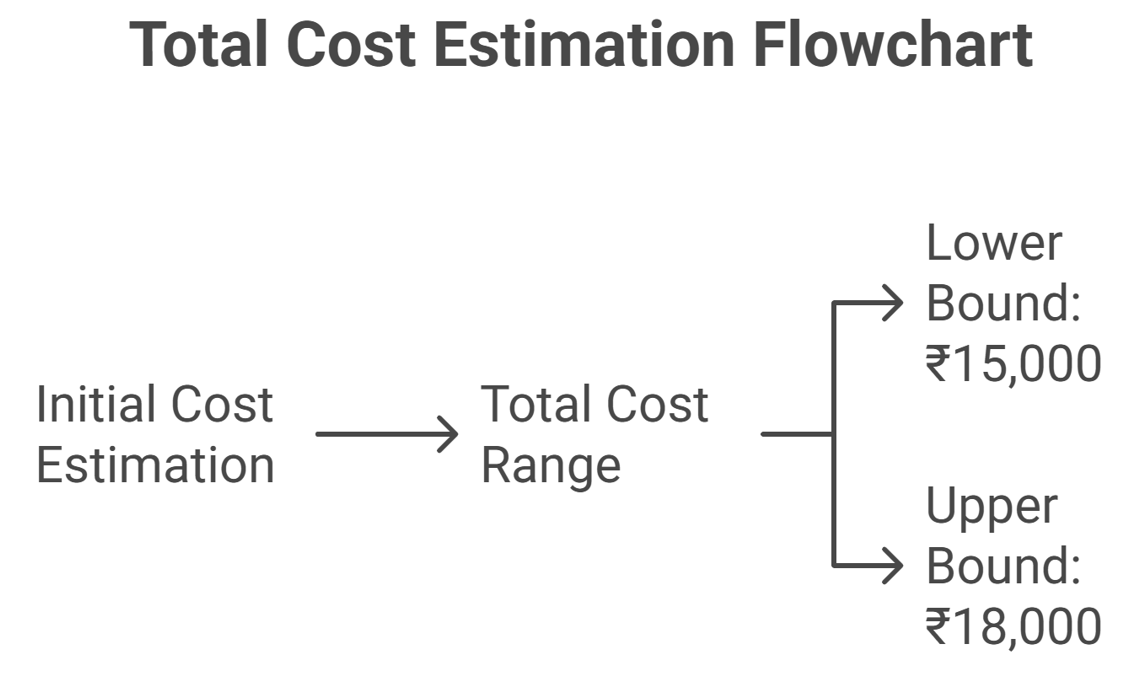 Total Cost Estimation Flowchart
Initial Cost
Estimation
Total Cost
Range
Lower
Bound:
₹15,000
Upper
Bound:
₹18,000